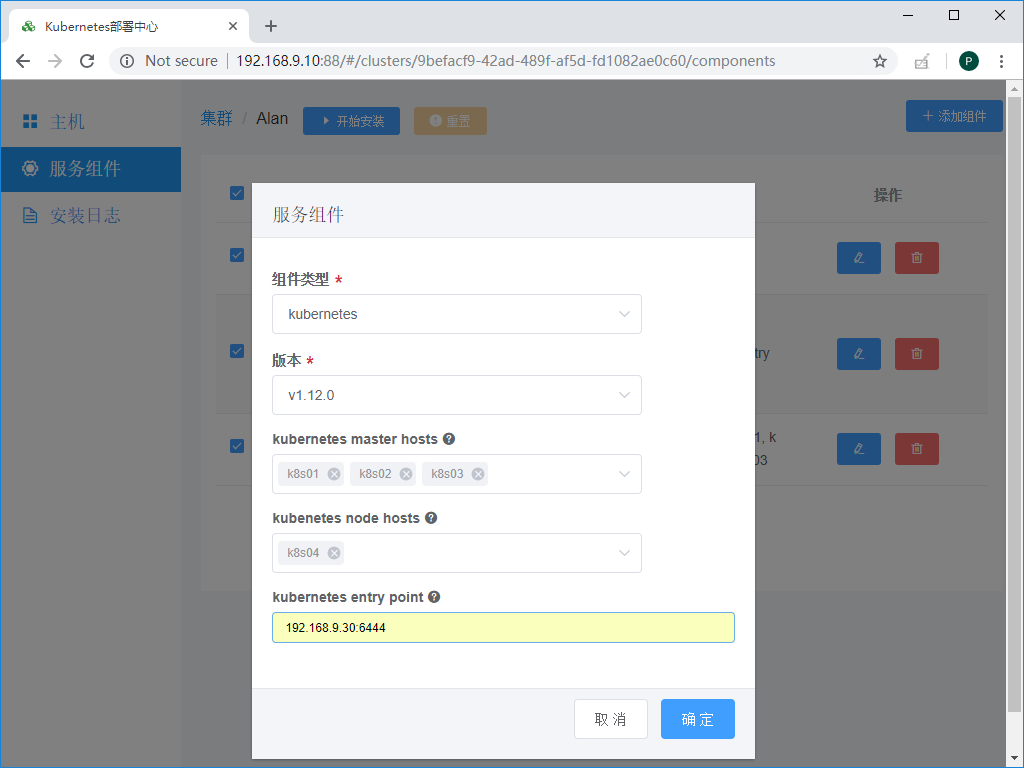 Kubernetes部署中心
Not secure | 192.168.9.10:88/#/clusters/9befacf9-42ad-489f-af5d-fd1082ae0c60/components
P
主机
服务组件
安装日志
集群 / Alan 开始安装 重置 添加组件
操作
try
1, k
03
服务组件
组件类型 *
kubernetes
版本 *
v1.12.0
kubernetes master hosts
k8s01 k8s02 k8s03
kubenetes node hosts
k8s04
kubernetes entry point
192.168.9.30:6444
取消 确定